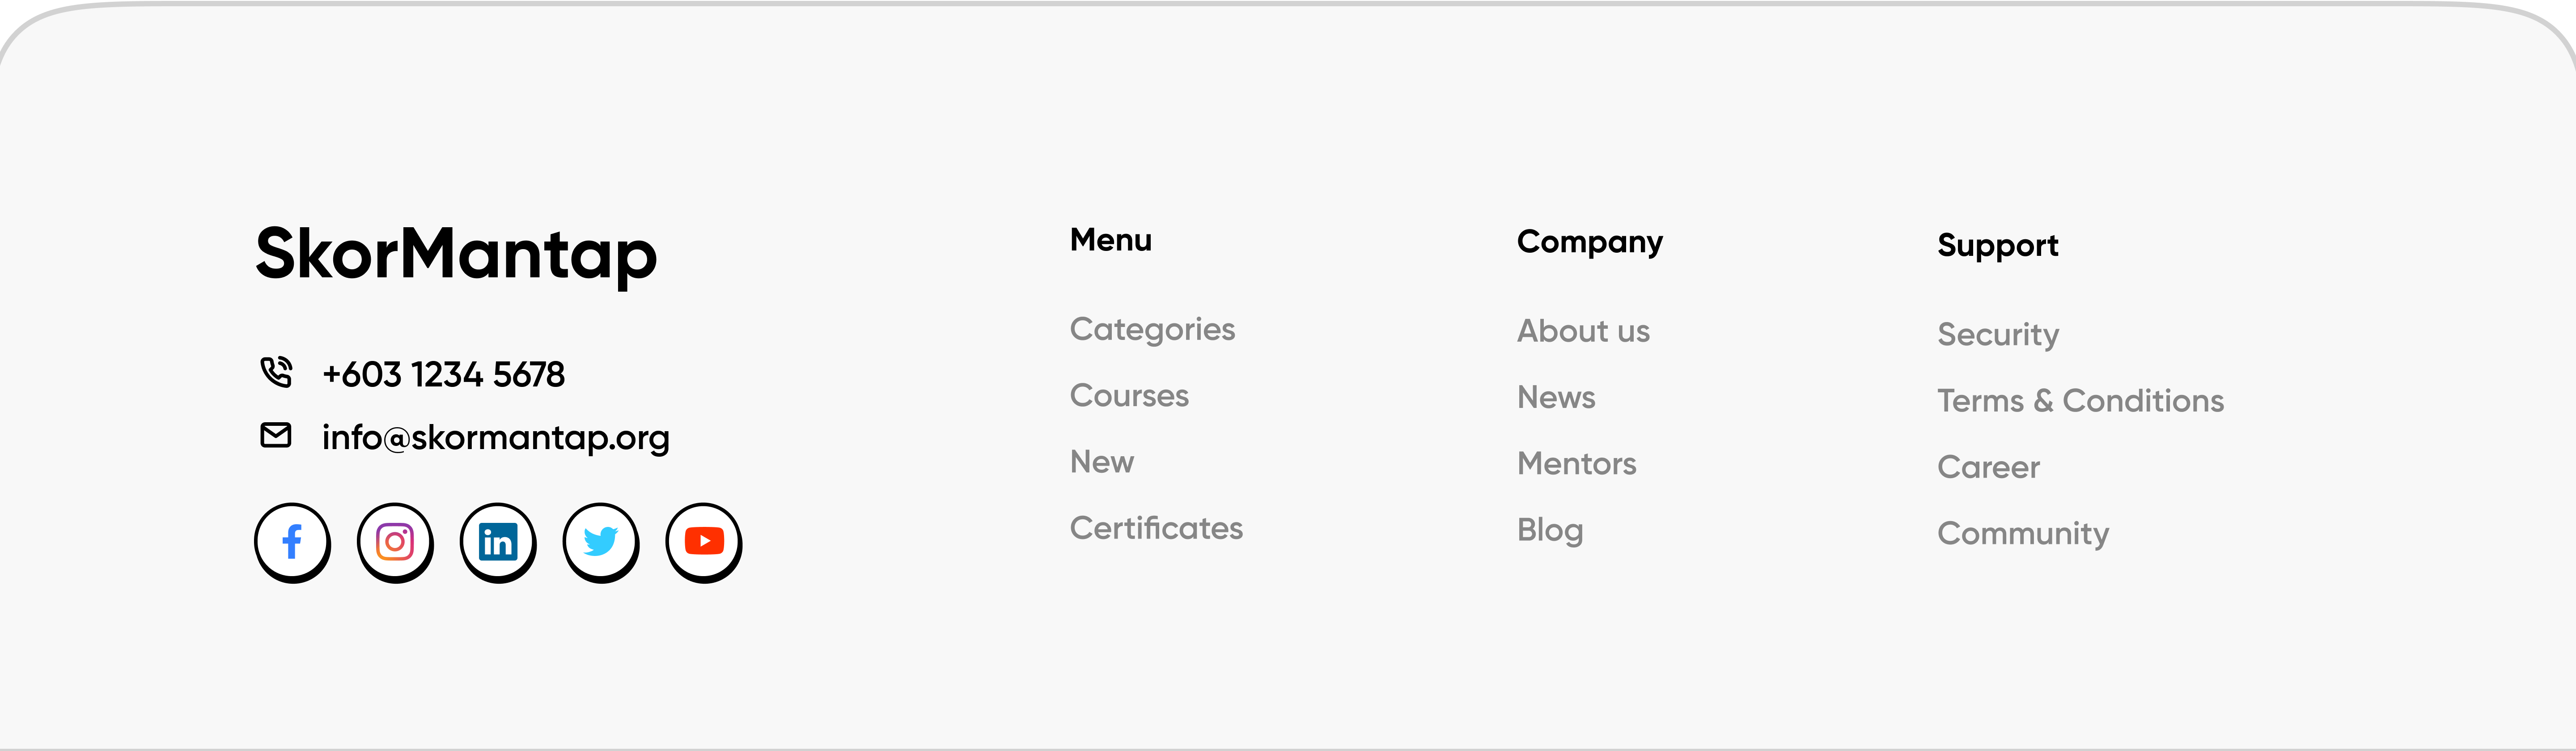 SkorMantap
+603 1234 5678
info@skormantap.org
Menu
Categories
Courses
New
Certificates
Company
About us
News
Mentors
Blog
Support
Security
Terms & Conditions
Career
Community